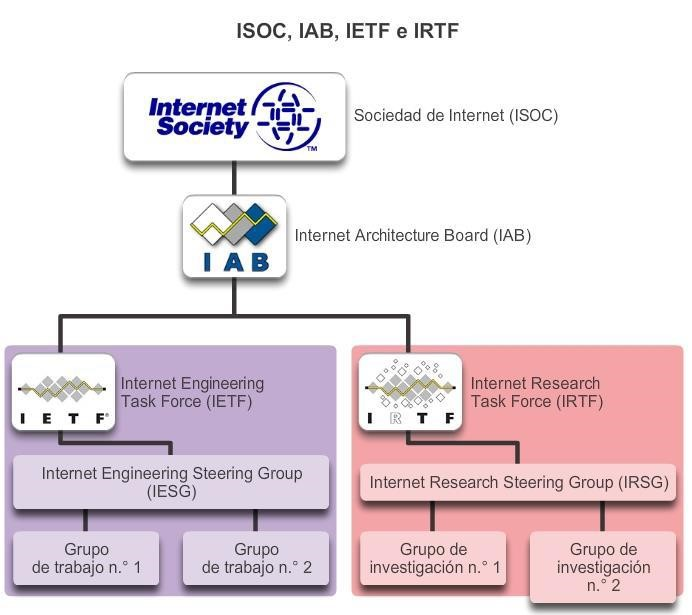 ISOC, IAB, IETF e IRTF
Internet
Society
TM
Sociedad de Internet (ISOC)
IAB
Internet Architecture Board (IAB)
IETF®
Internet Engineering
Task Force (IETF)
IRTF
Internet Research
Task Force (IRTF)
Internet Engineering Steering Group
(IESG)
Internet Research Steering Group (IRSG)
Grupo
de trabajo n.° 1
Grupo
de trabajo n.° 2
Grupo de
investigación n.° 1
Grupo de
investigación
n.° 2